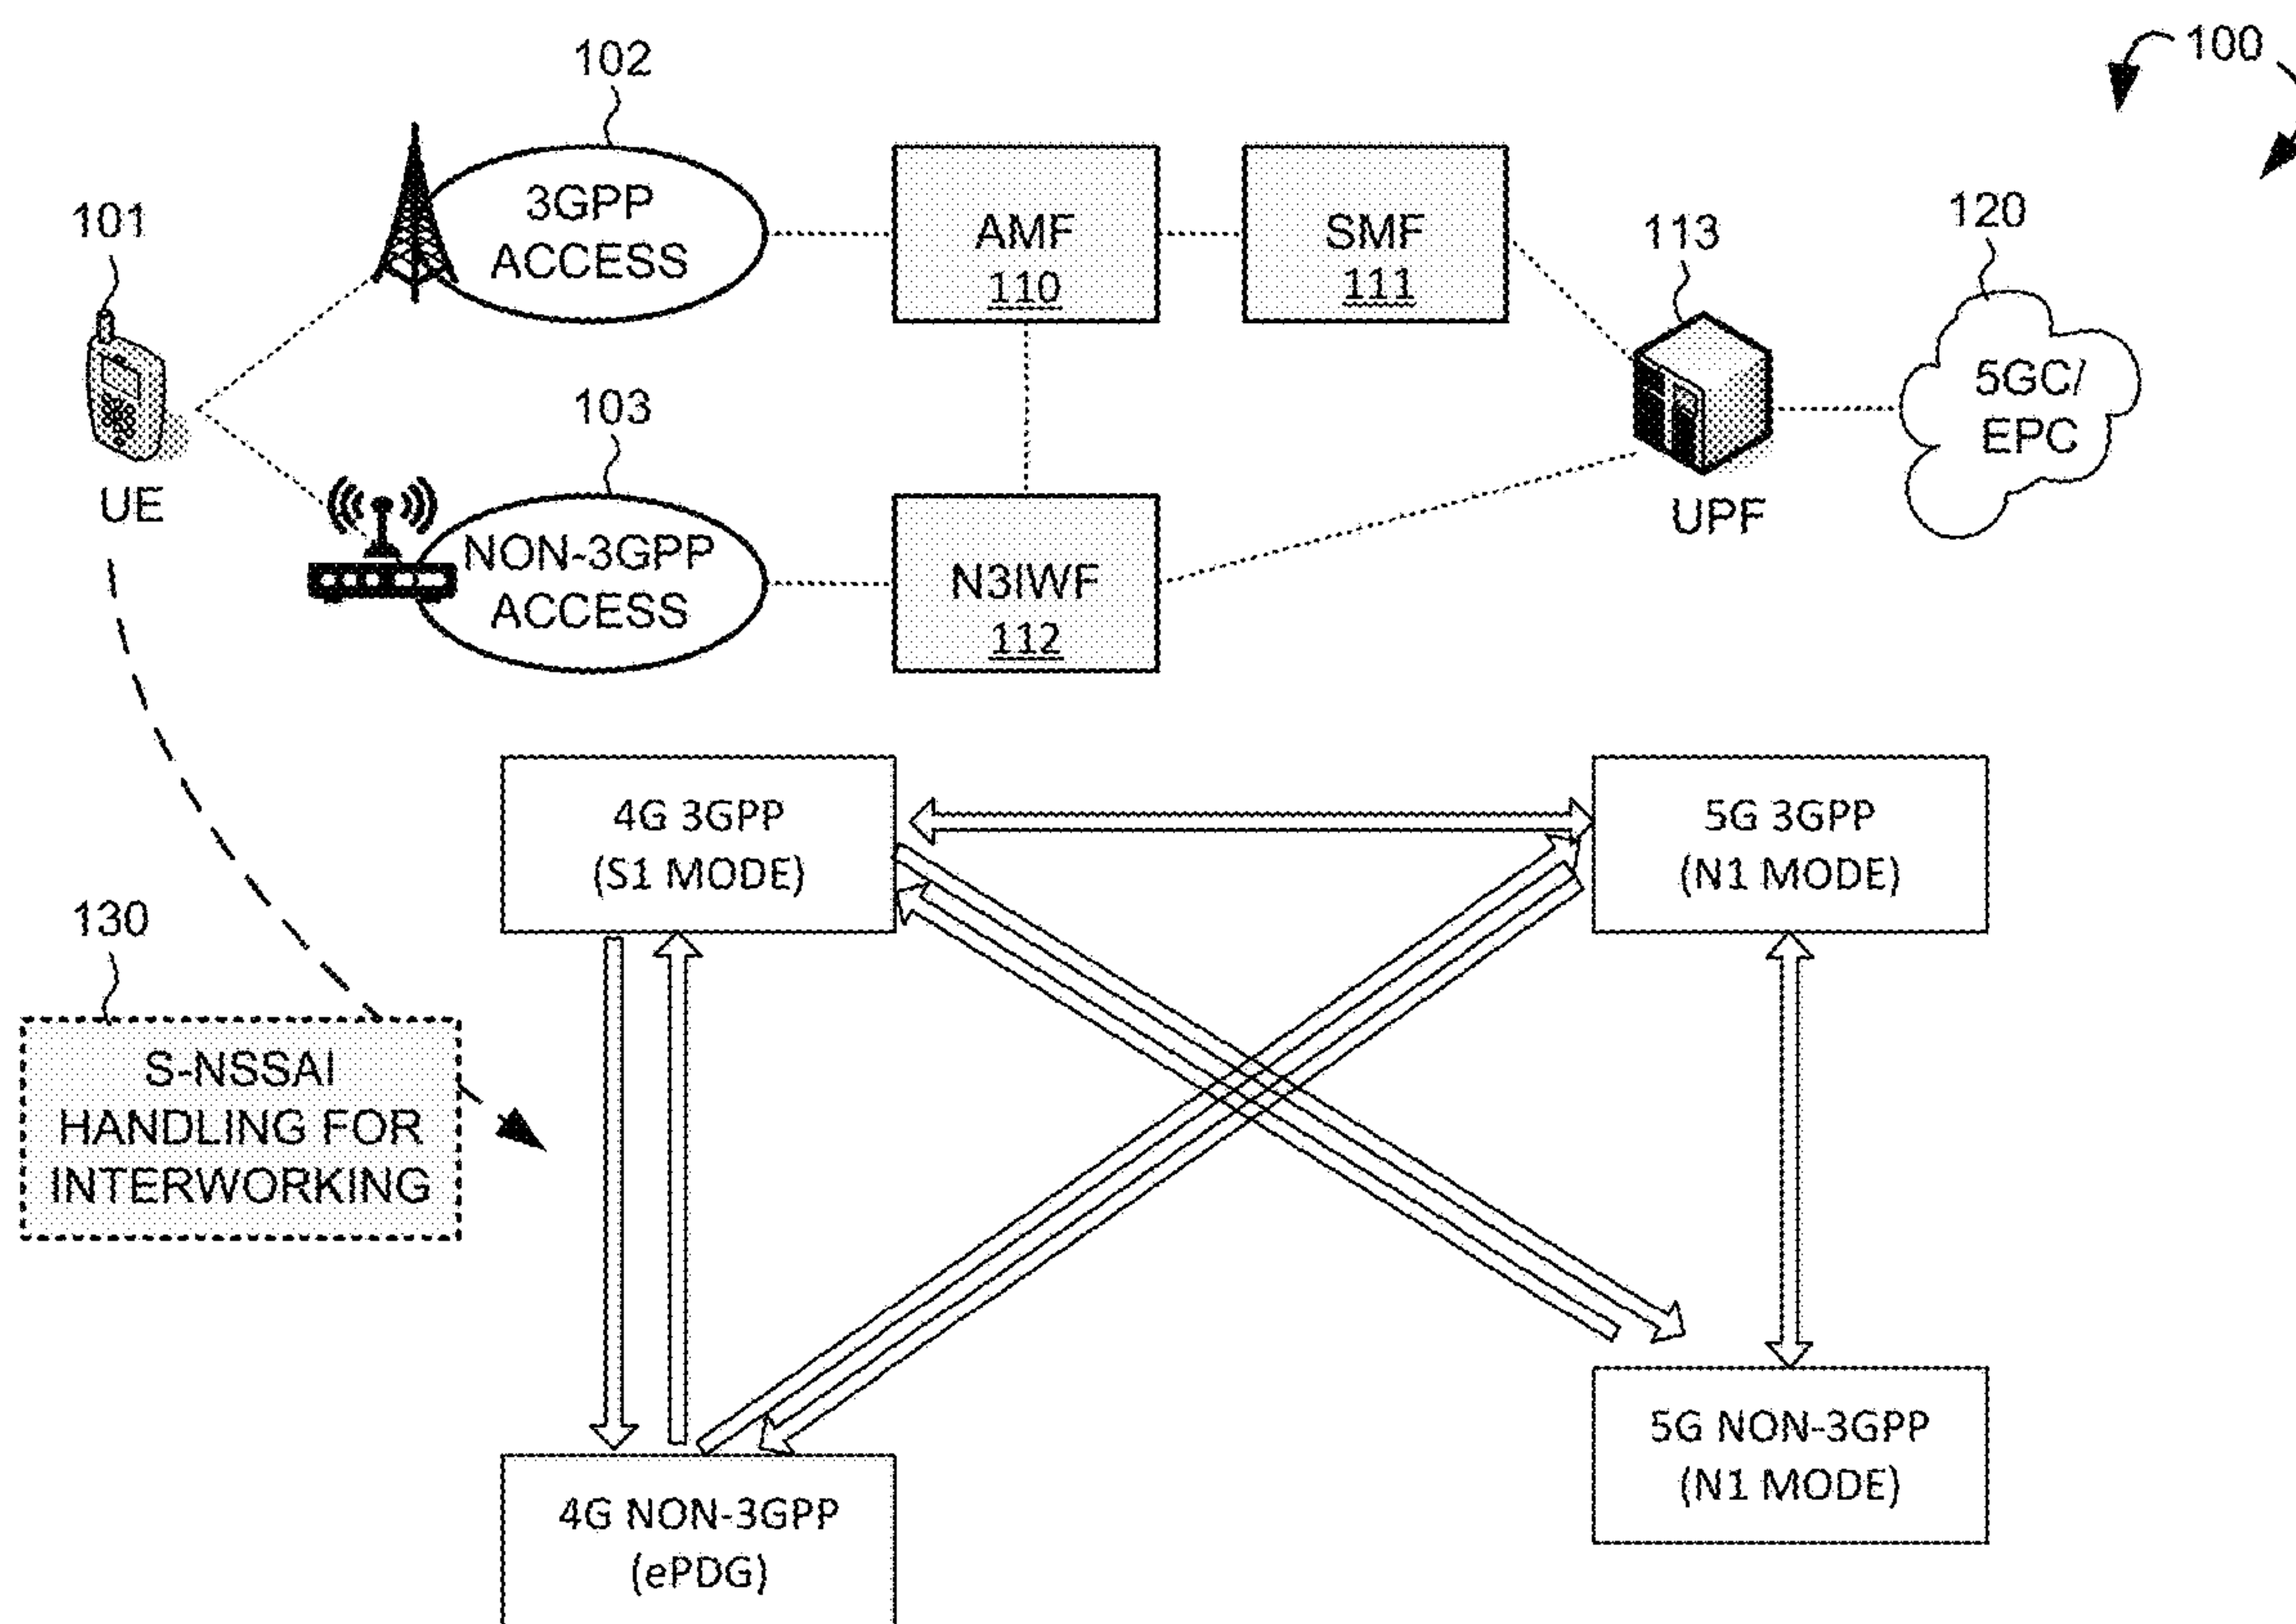 100
102
3GPP
ACCESS
AMF
110
SMF
111
101
113
120
UE
103
NON-3GPP
ACCESS
N3IWF
112
UPF
5GC/
EPC
4G 3GPP
(S1 MODE)
5G 3GPP
(N1 MODE)
130
S-NSSAI
HANDLING FOR
INTERWORKING
5G NON-3GPP
(N1 MODE)
4G NON-3GPP
(ePDG)